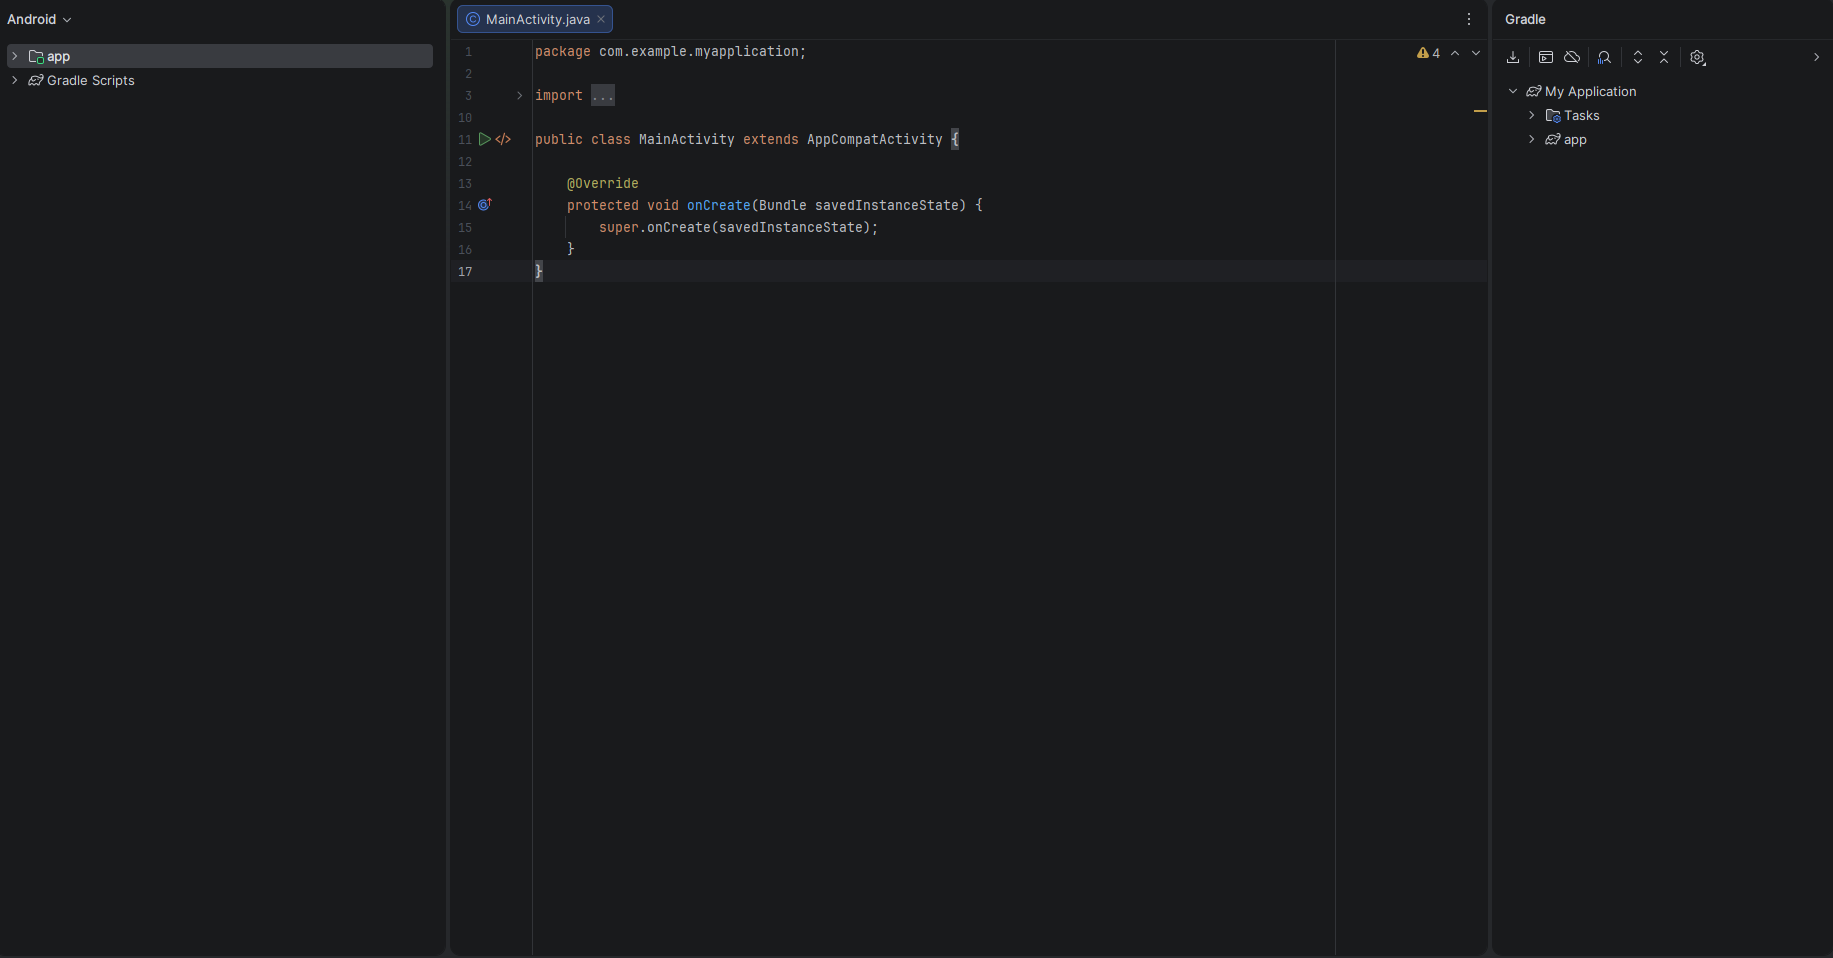 Android
app
Gradle Scripts
MainActivity.java
4
1 package com.example.myapplication;
2
3 import ...
10
11 public class MainActivity extends AppCompatActivity {
12
13 @Override
14 protected void onCreate(Bundle savedInstanceState) {
15 super.onCreate(savedInstanceState);
16 }
17 }
Gradle
My Application
Tasks
app